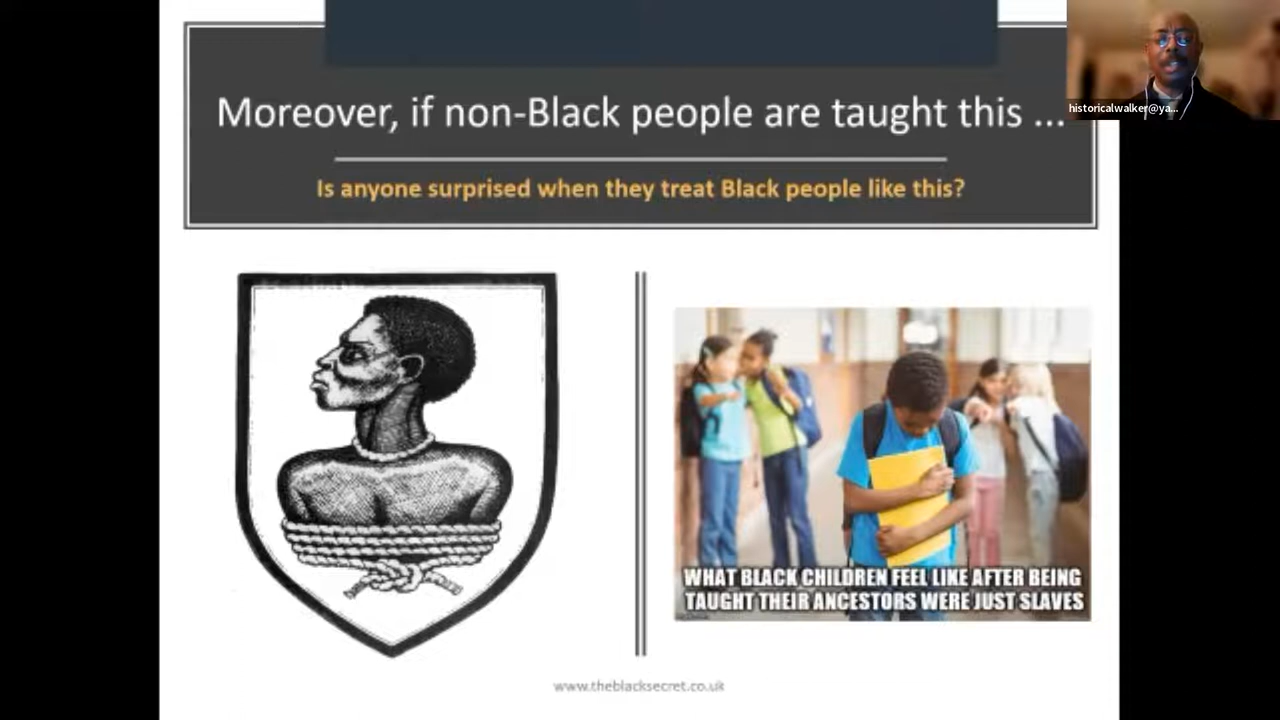 Moreover, if non-Black people are taught this ...
historicalwalker@ya...
Is anyone surprised when they treat Black people like this?
WHAT BLACK CHILDREN FEEL LIKE AFTER BEING
TAUGHT THEIR ANCESTORS WERE JUST SLAVES
www.theblacksecret.co.uk